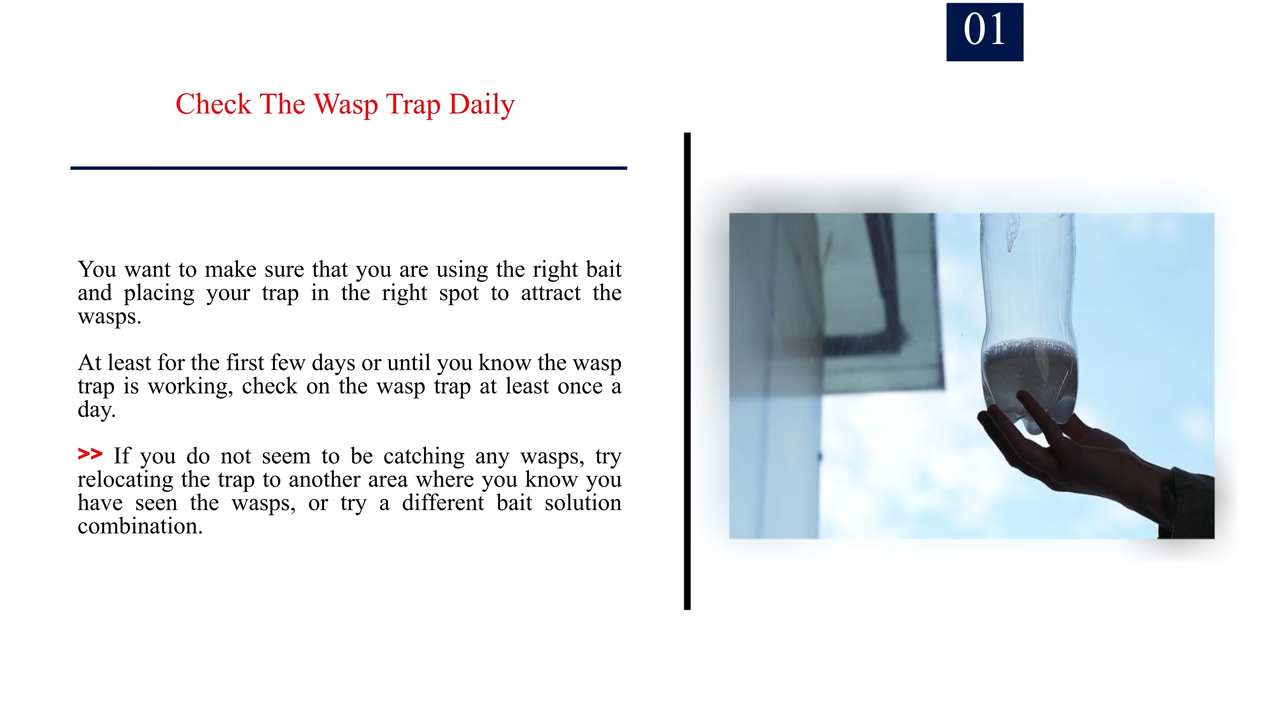 01
Check The Wasp Trap Daily
You want to make sure that you are using the right bait
and placing your trap in the right spot to attract the
wasps.
At least for the first few days or until you know the wasp
trap is working, check on the wasp trap at least once a
day.
>> If you do not seem to be catching any wasps, try
relocating the trap to another area where you know you
have seen the wasps, or try a different bait solution
combination.